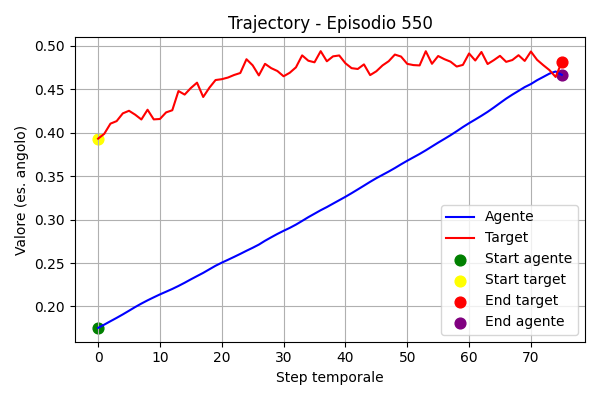 Trajectory - Episodio 550
Valore (es. angolo)
0.50
0.45
0.40
0.35
0.30
0.25
0.20
0 10 20 30 40 50 60 70
Step temporale
Agente
Target
Start agente
Start target
End target
End agente